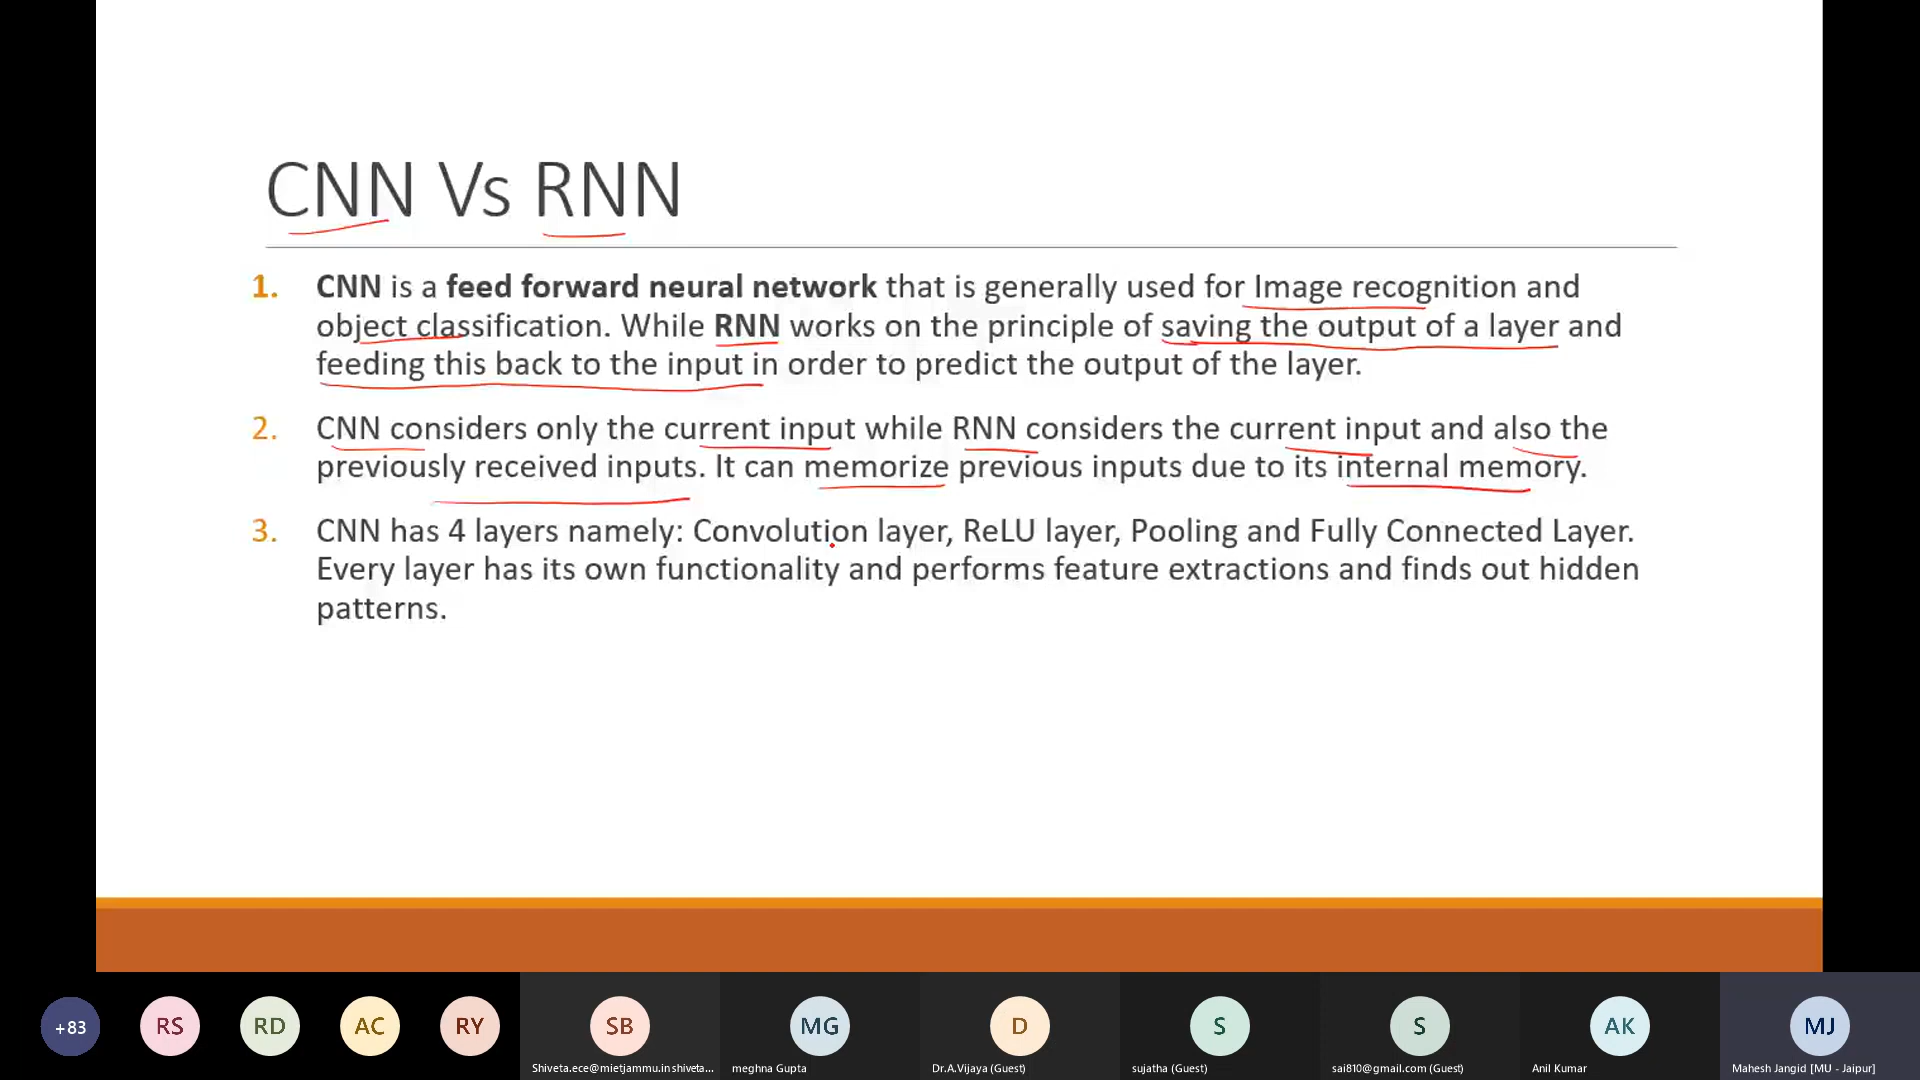 CNN Vs RNN
1. CNN is a feed forward neural network that is generally used for Image recognition and
object classification. While RNN works on the principle of saving the output of a layer and
feeding this back to the input in order to predict the output of the layer.
2. CNN considers only the current input while RNN considers the current input and also the
previously received inputs. It can memorize previous inputs due to its internal memory.
3. CNN has 4 layers namely: Convolution layer, ReLU layer, Pooling and Fully Connected Layer.
Every layer has its own functionality and performs feature extractions and finds out hidden
patterns.
+83 RS RD AC RY SB MG D S S AK MJ
Shiveta.ece@mietjammu.in shiveta... meghna Gupta Dr.A.Vijaya (Guest) sujatha (Guest) sai810@gmail.com (Guest) Anil Kumar Mahesh Jangid [MU - Jaipur]